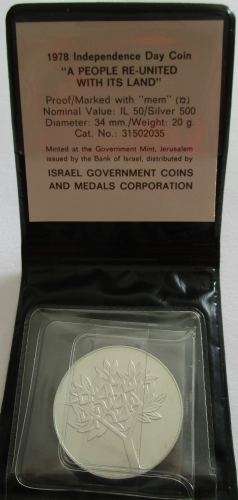 1978 Independence Day Coin
"A PEOPLE RE-UNITED
WITH ITS LAND"
Proof/Marked with "mem" (מ)
Nominal Value: IL 50/Silver 500
Diameter: 34 mm./Weight: 20 g.
Cat. No.: 31502035
Minted at the Government Mint, Jerusalem
issued by the Bank of Israel, distributed by
ISRAEL GOVERNMENT COINS
AND MEDALS CORPORATION